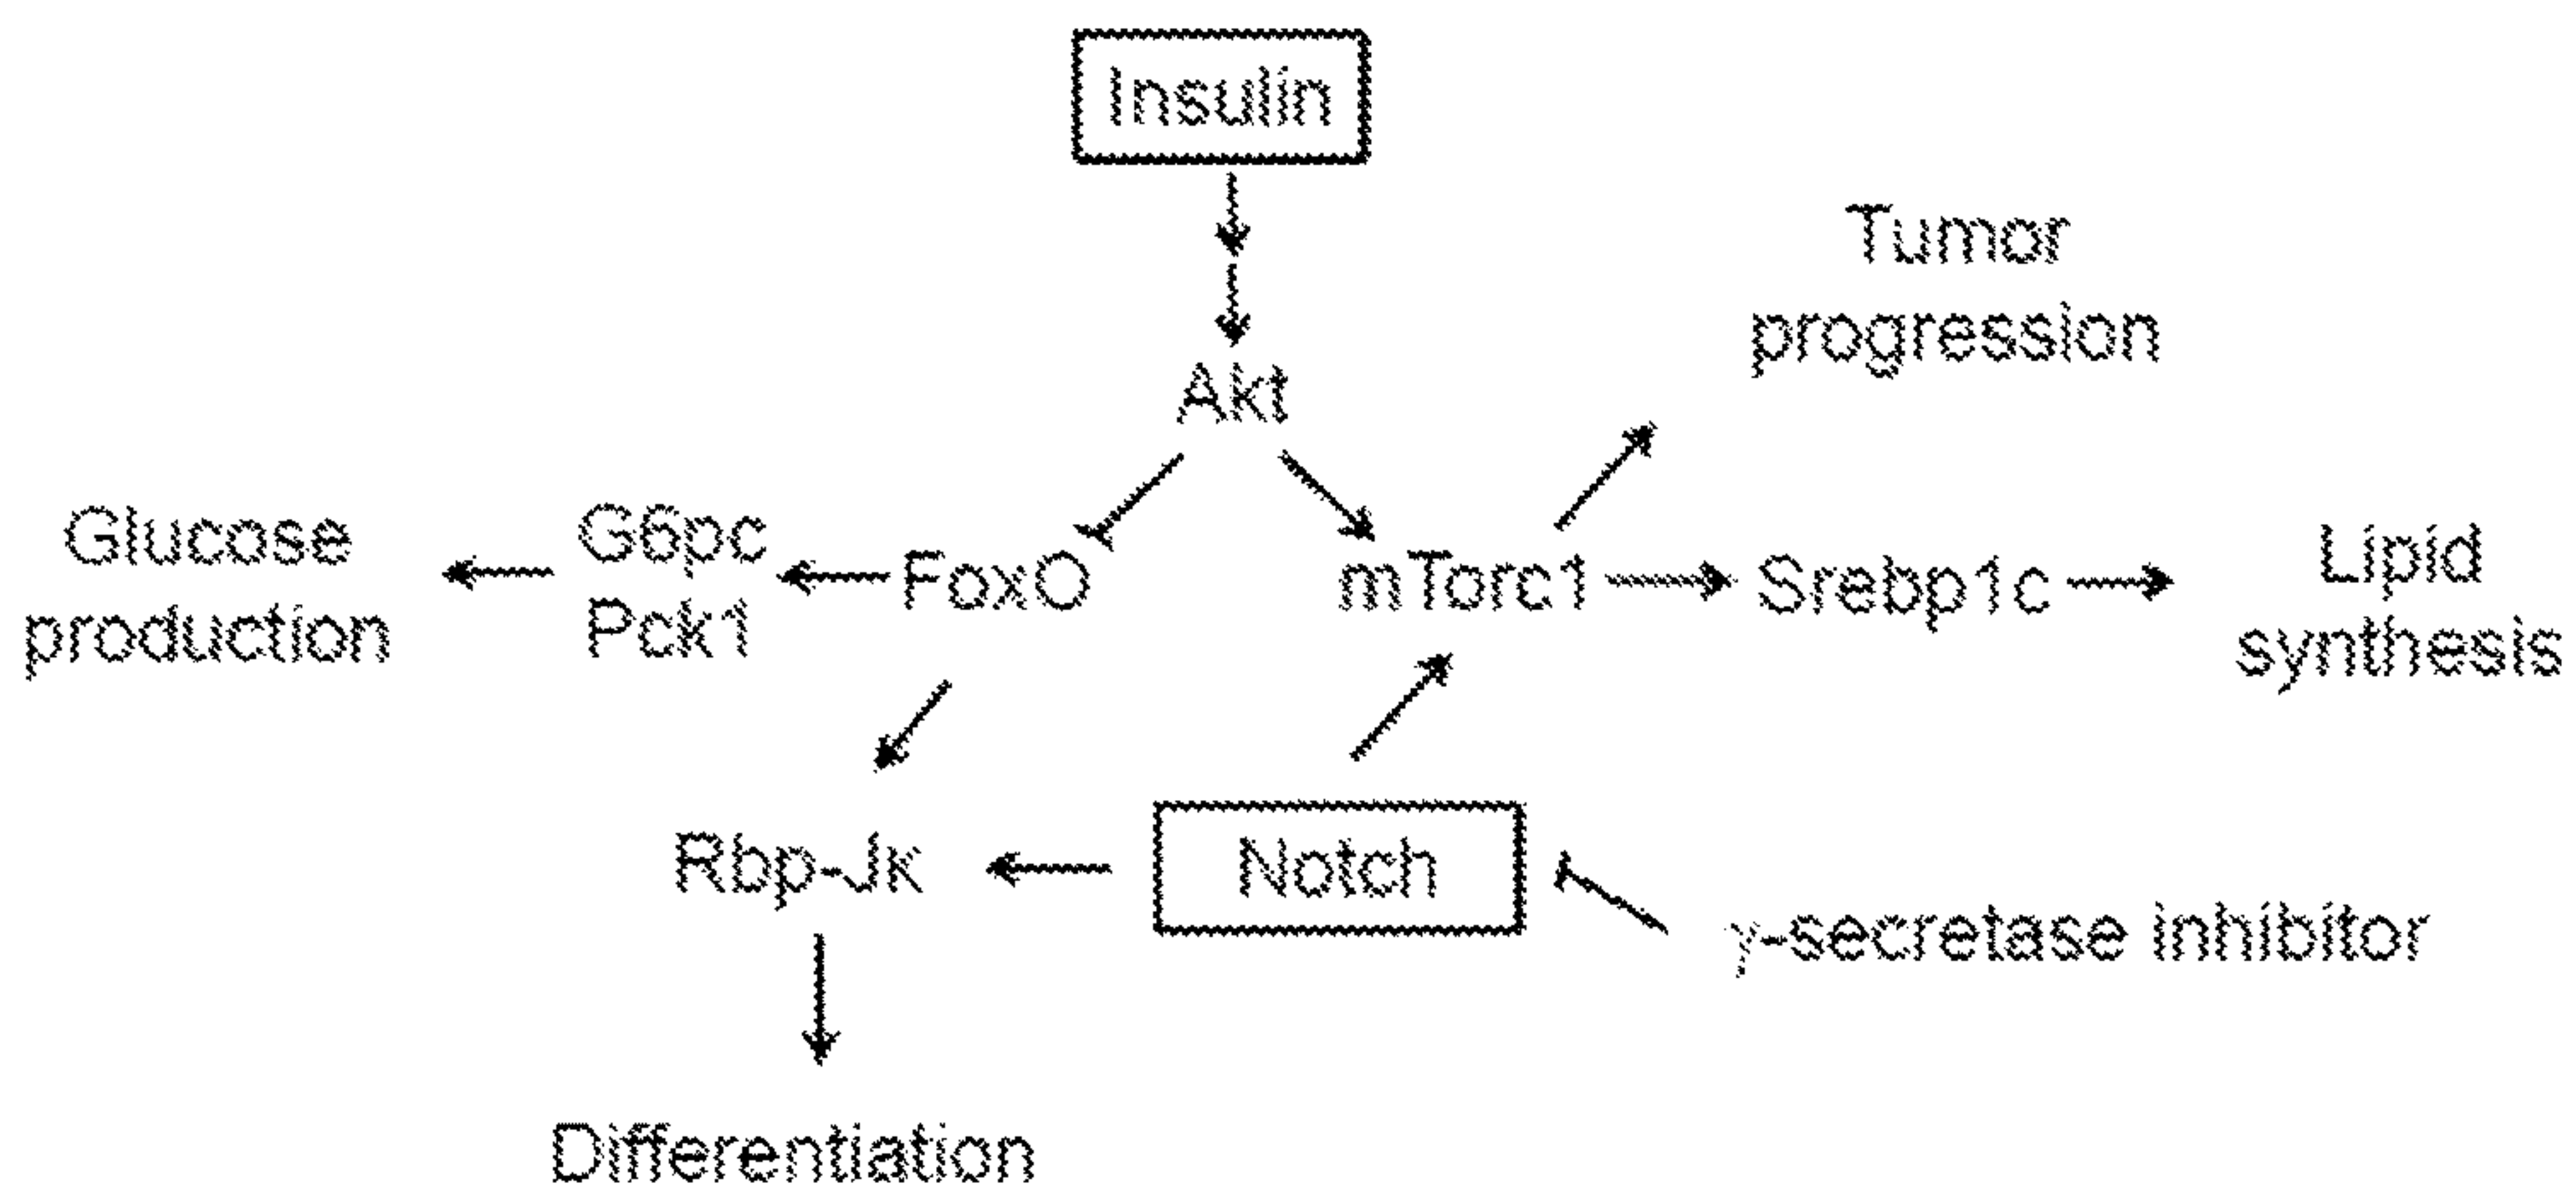 Insulin
Tumor
progression
Akt
Glucose
production
G6pc
Pck1
FoxO
mTorc1
Srebp1c
Lipid
synthesis
Rbp-Jκ
Notch
γ-secretase inhibitor
Differentiation